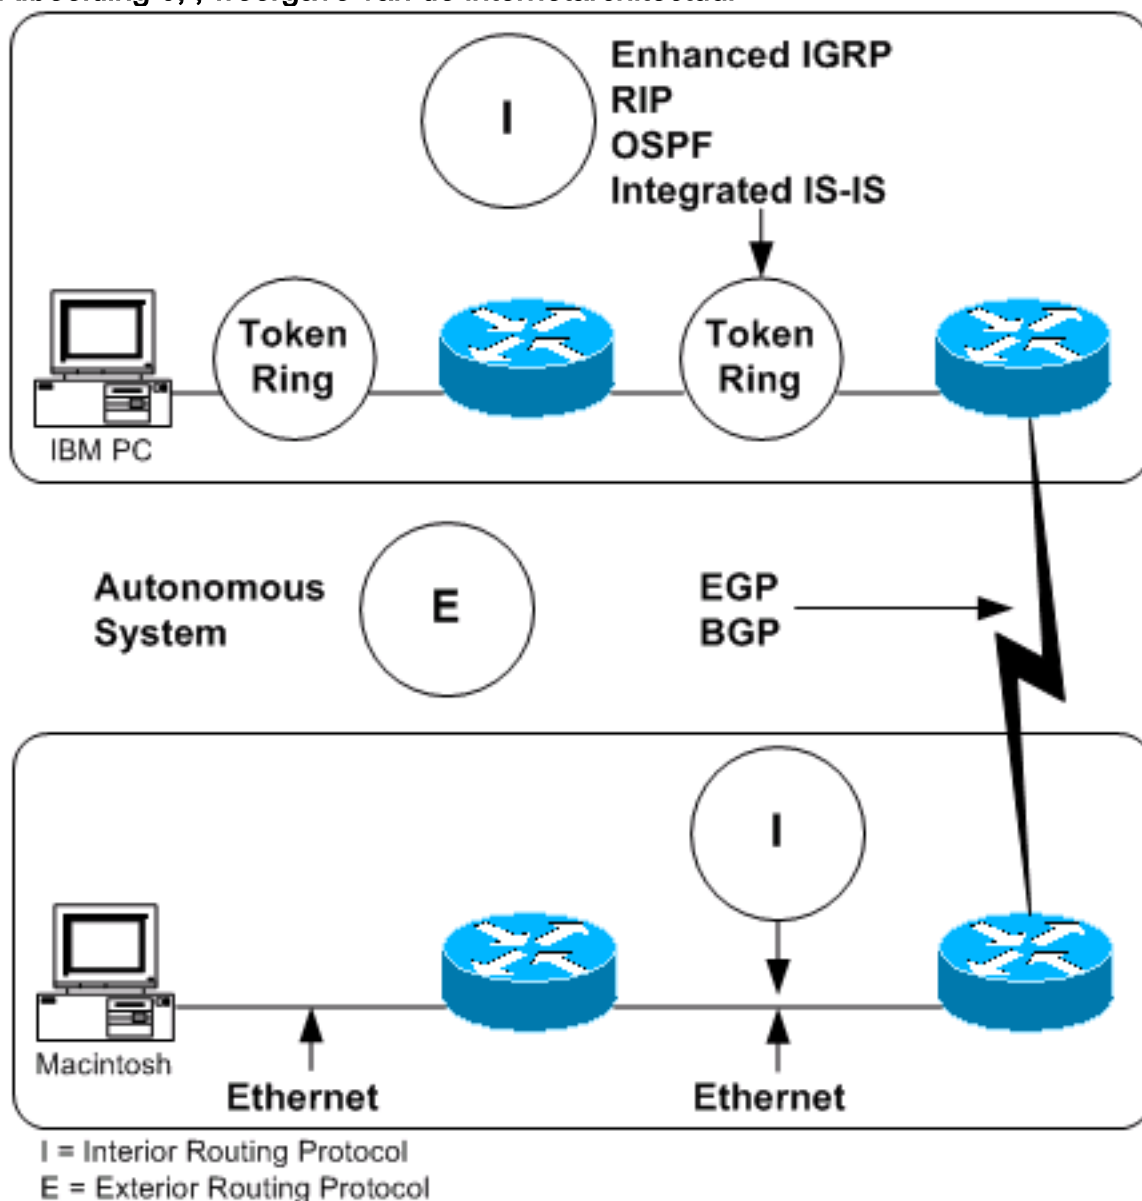 I
Enhanced IGRP
RIP
OSPF
Integrated IS-IS
Token
Ring
Token
Ring
IBM PC
Autonomous
System
E
EGP
BGP
I
Macintosh
Ethernet
Ethernet
I = Interior Routing Protocol
E = Exterior Routing Protocol